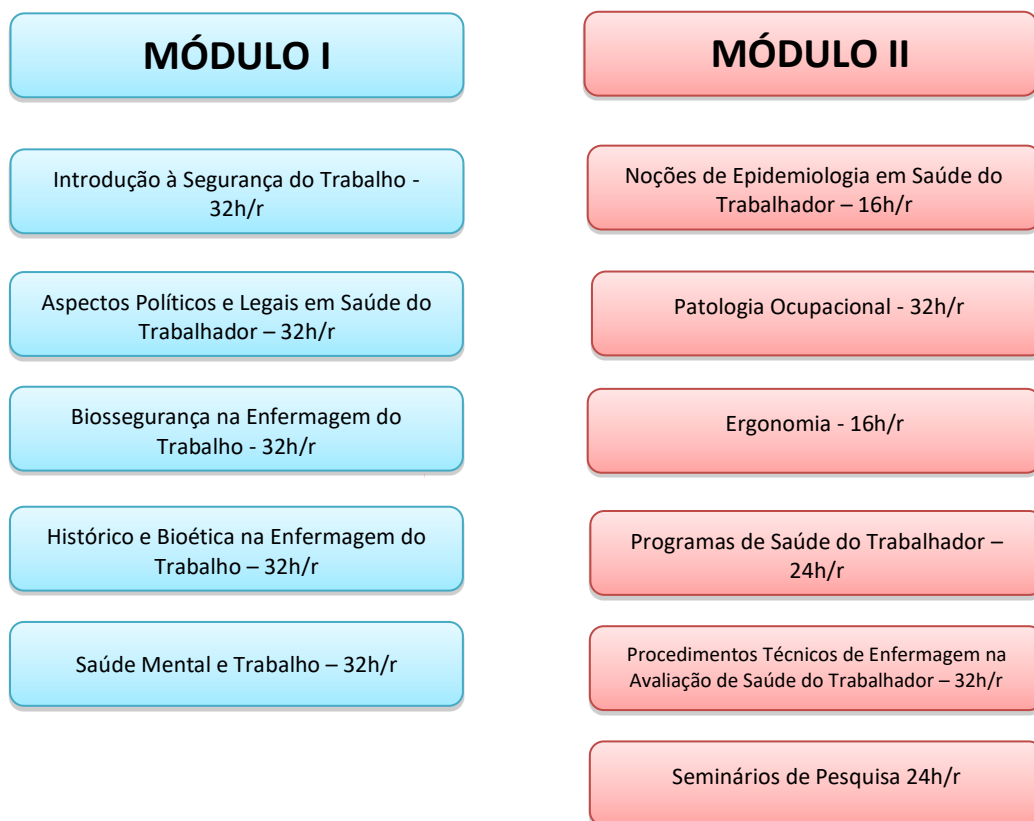 MÓDULO I
Introdução à Segurança do Trabalho -
32h/r
Aspectos Políticos e Legais em Saúde do
Trabalhador – 32h/r
Biossegurança na Enfermagem do
Trabalho - 32h/r
Histórico e Bioética na Enfermagem do
Trabalho – 32h/r
Saúde Mental e Trabalho – 32h/r
MÓDULO II
Noções de Epidemiologia em Saúde do
Trabalhador – 16h/r
Patologia Ocupacional - 32h/r
Ergonomia - 16h/r
Programas de Saúde do Trabalhador –
24h/r
Procedimentos Técnicos de Enfermagem na
Avaliação de Saúde do Trabalhador – 32h/r
Seminários de Pesquisa 24h/r